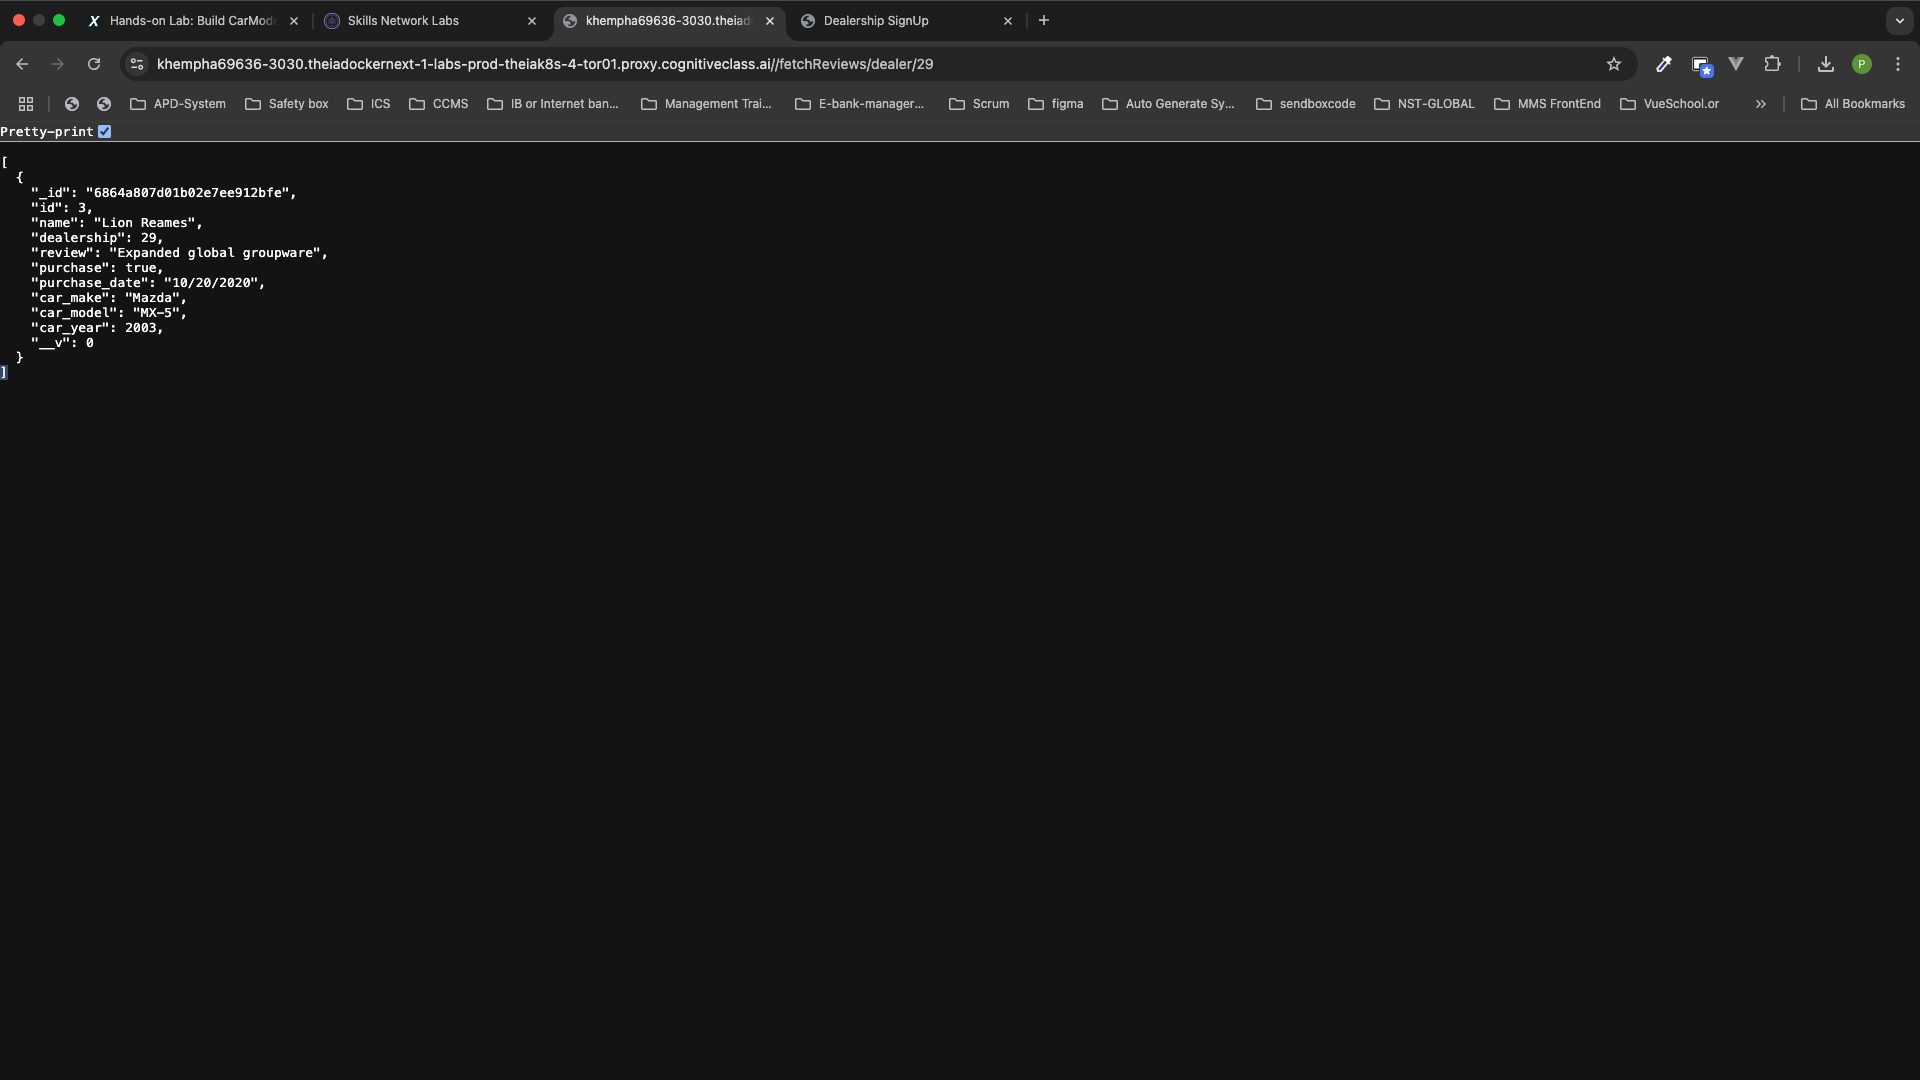 Hands-on Lab: Build CarMod
Skills Network Labs
khempha69636-3030.theiad
Dealership SignUp
khempha69636-3030.theiadockernext-1-labs-prod-theiak8s-4-tor01.proxy.cognitiveclass.ai//fetchReviews/dealer/29
P
APD-System
Safety box
ICS
CCMS
IB or Internet ban...
Management Trai...
E-bank-manager...
Scrum
figma
Auto Generate Sy...
sendboxcode
NST-GLOBAL
MMS FrontEnd
VueSchool.or
All Bookmarks
Pretty-print
[
{
"_id": "6864a807d01b02e7ee912bfe",
"id": 3,
"name": "Lion Reames",
"dealership": 29,
"review": "Expanded global groupware",
"purchase": true,
"purchase_date": "10/20/2020",
"car_make": "Mazda",
"car_model": "MX-5",
"car_year": 2003,
"__v": 0
}
]